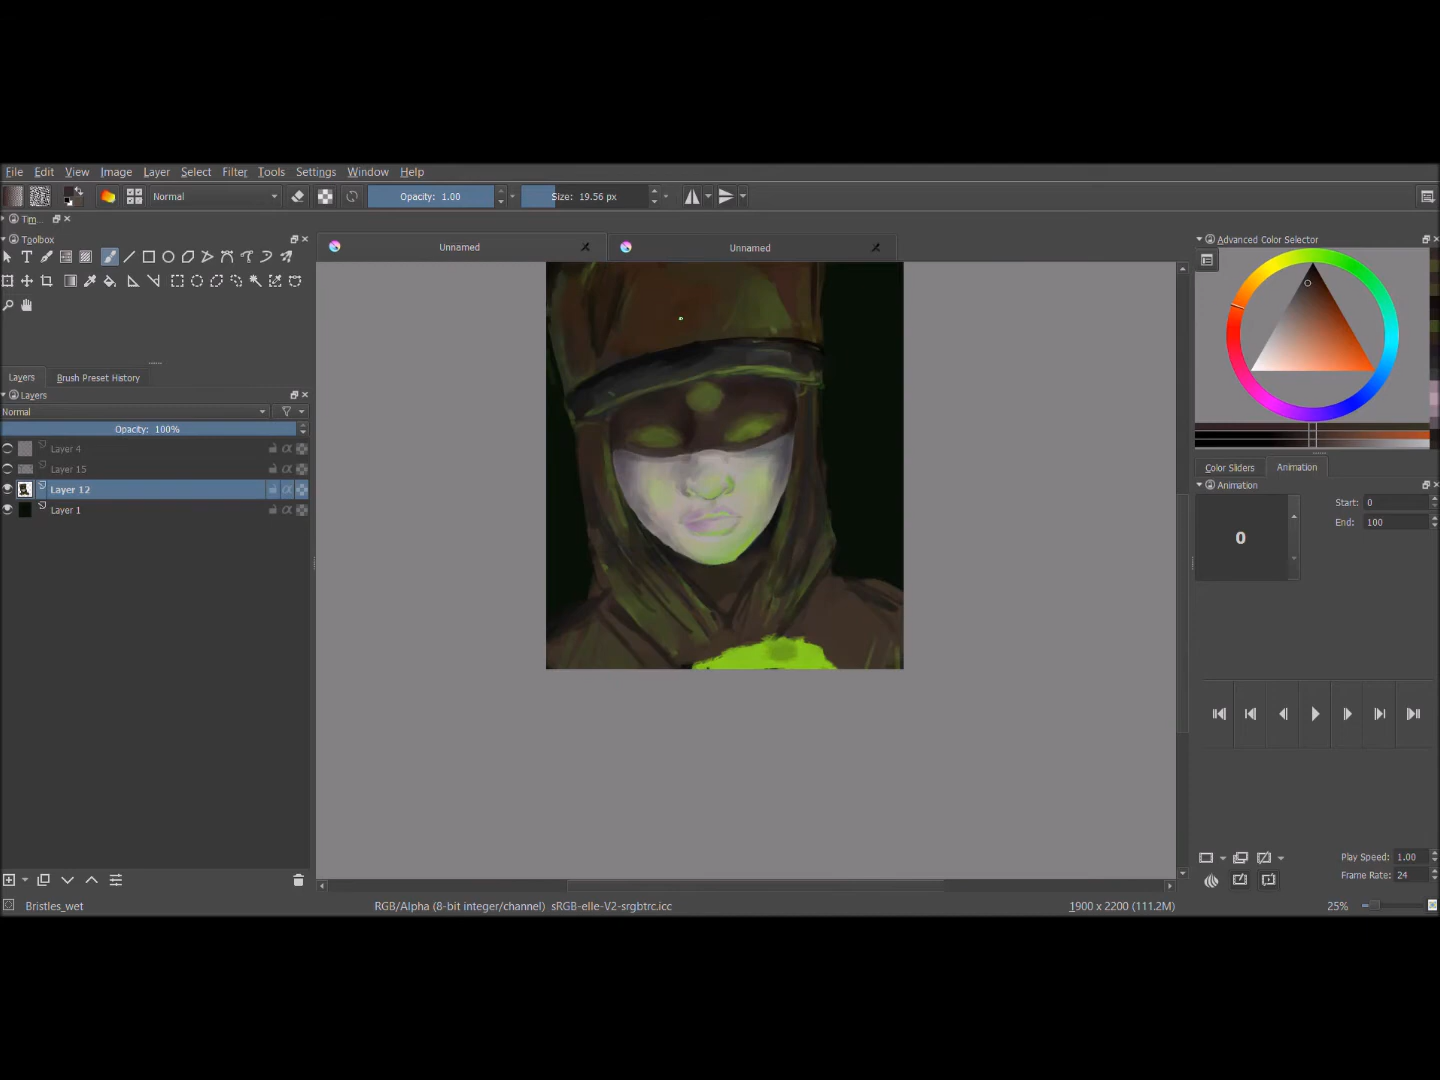 File Edit View Image Layer Select Filter Tools Settings Window Help
Normal Opacity: 1.00 Size: 19.56 px
Toolbox
Unnamed Unnamed
Advanced Color Selector
Layers Brush Preset History
Layers
Normal
Opacity: 100%
Layer 4
Layer 15
Layer 12
Layer 1
Color Sliders Animation
Animation
Start: 0
End: 100
0
Play Speed: 1.00
Frame Rate: 24
Bristles_wet RGB/Alpha (8-bit integer/channel) sRGB-elle-V2-srgbtrc.icc 1900 x 2200 (111.2M) 25%